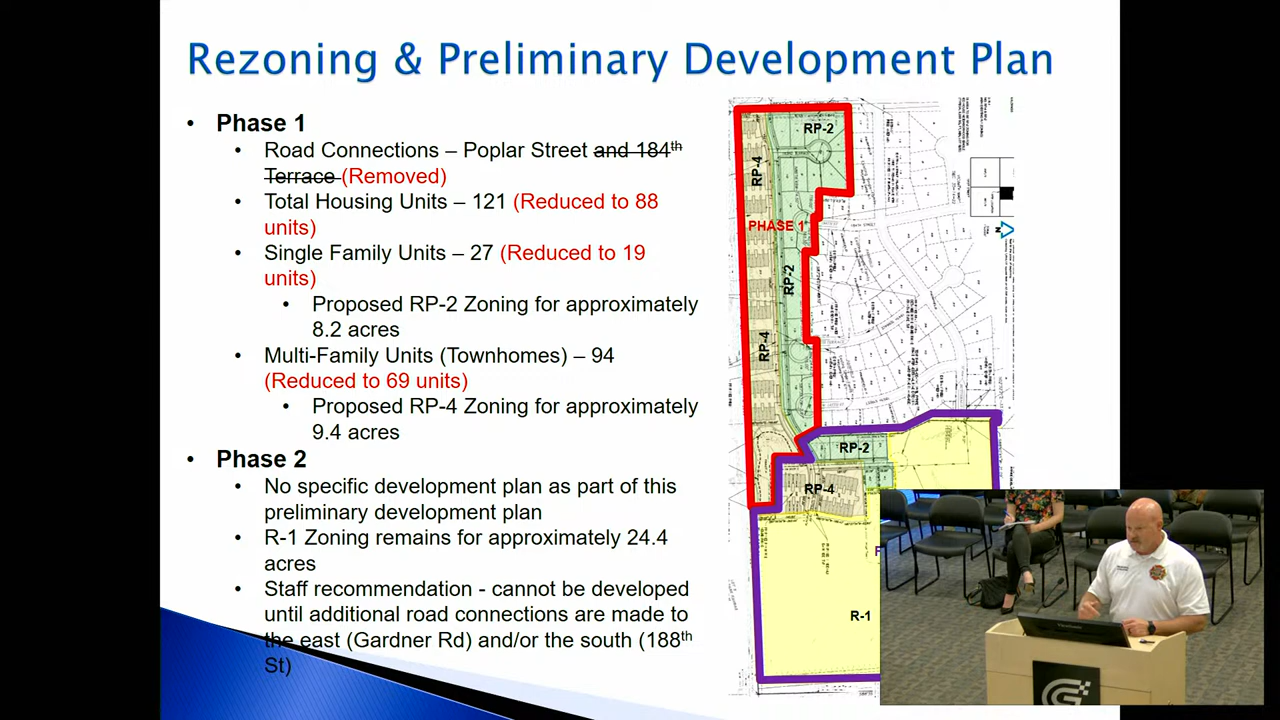 Rezoning & Preliminary Development Plan
• Phase 1
• Road Connections – Poplar Street and 184th
Terrace (Removed)
• Total Housing Units – 121 (Reduced to 88
units)
• Single Family Units – 27 (Reduced to 19
units)
• Proposed RP-2 Zoning for approximately
8.2 acres
• Multi-Family Units (Townhomes) – 94
(Reduced to 69 units)
• Proposed RP-4 Zoning for approximately
9.4 acres
• Phase 2
• No specific development plan as part of this
preliminary development plan
• R-1 Zoning remains for approximately 24.4
acres
• Staff recommendation - cannot be developed
until additional road connections are made to
the east (Gardner Rd) and/or the south (188th
St)
RP-2
RP-4
PHASE 1
RP-2
RP-4
RP-2
RP-4
R-1